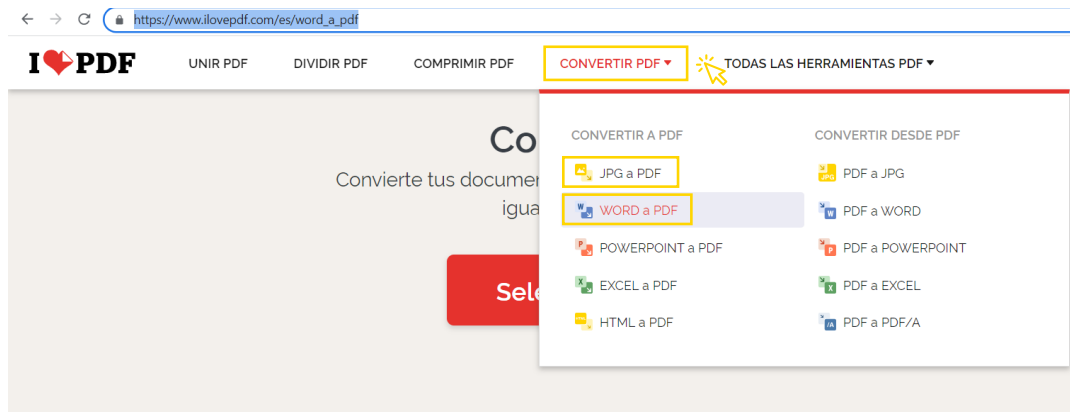 https://www.ilovepdf.com/es/word_a_pdf
I PDF
UNIR PDF
DIVIDIR PDF
COMPRIMIR PDF
CONVERTIR PDF
TODAS LAS HERRAMIENTAS PDF
Co
Convierte tus documen
igua
Sele
CONVERTIR A PDF
JPG a PDF
WORD a PDF
POWERPOINT a PDF
EXCEL a PDF
HTML a PDF
CONVERTIR DESDE PDF
PDF a JPG
PDF a WORD
PDF a POWERPOINT
PDF a EXCEL
PDF a PDF/A